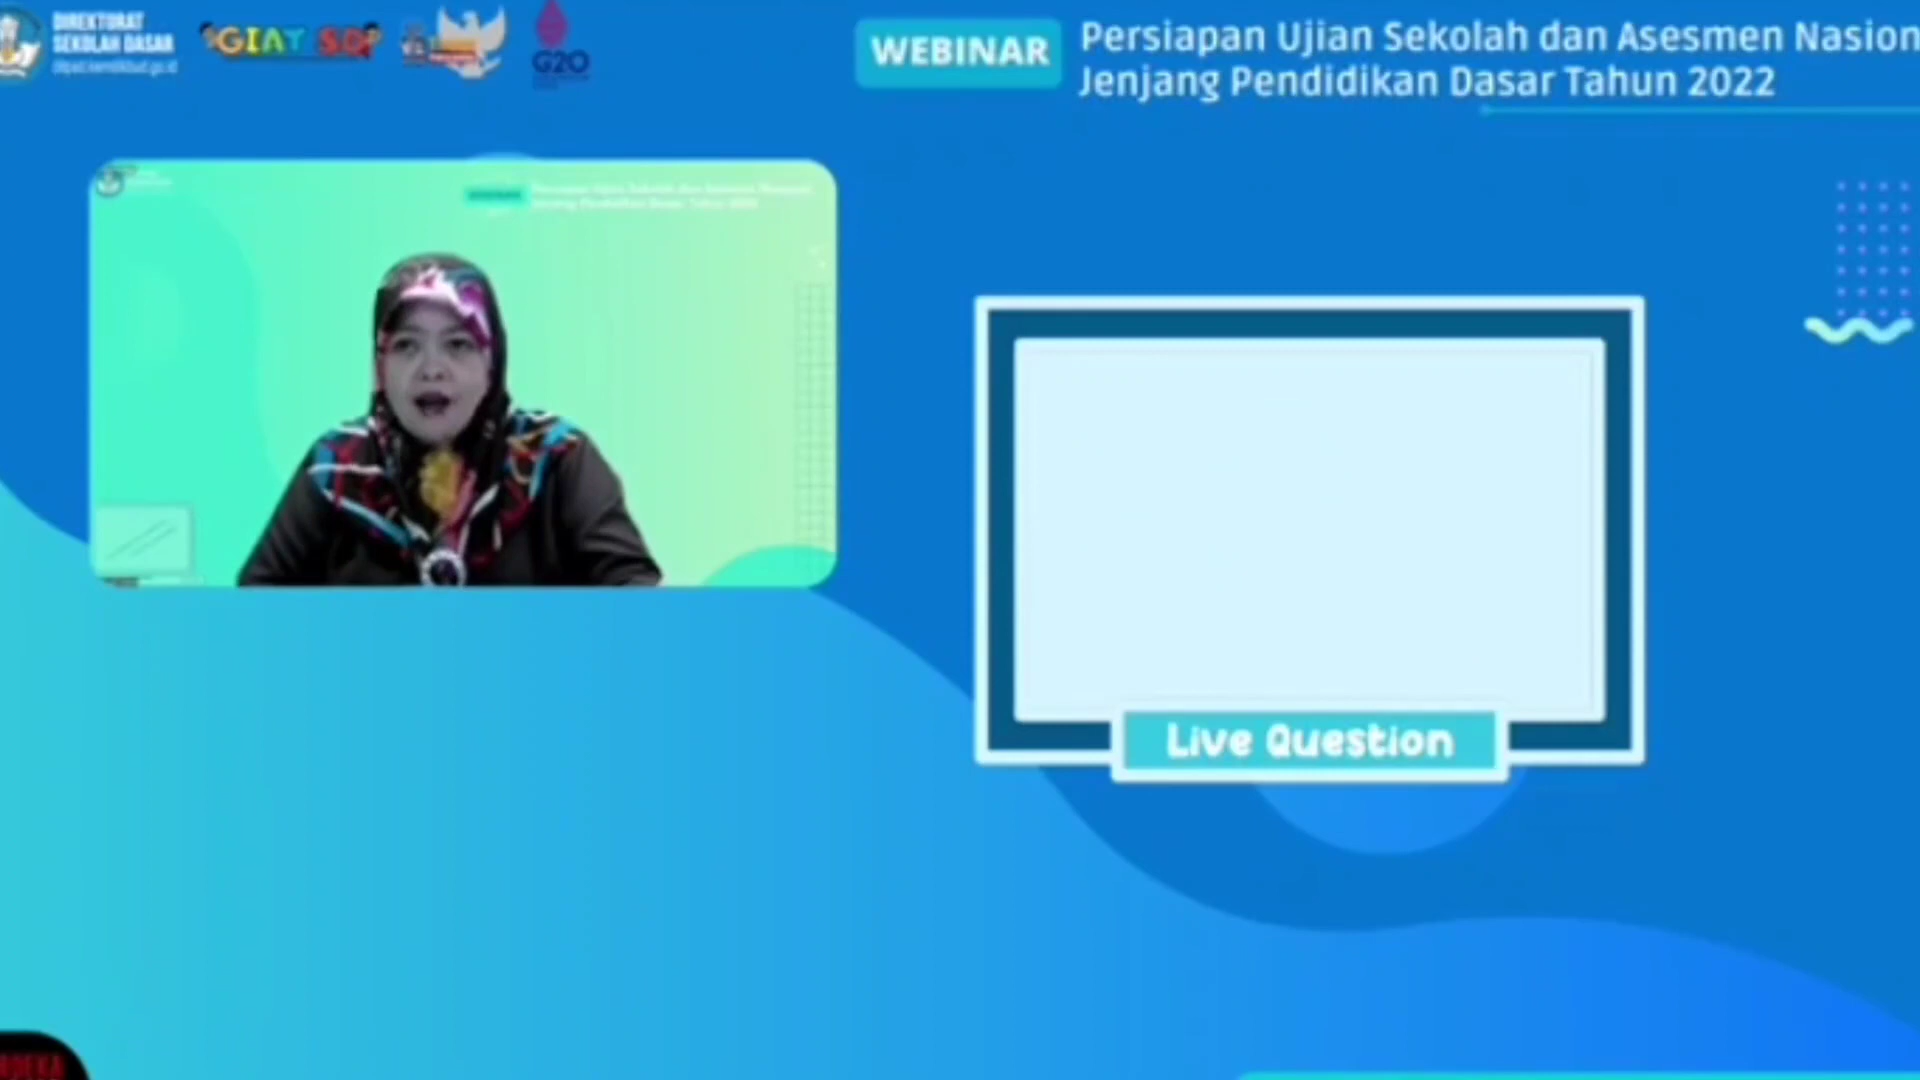 DIREKTORAT
SEKOLAH DASAR
GIAT SD
G20
WEBINAR
Persiapan Ujian Sekolah dan Asesmen Nasion
Jenjang Pendidikan Dasar Tahun 2022
Live Question